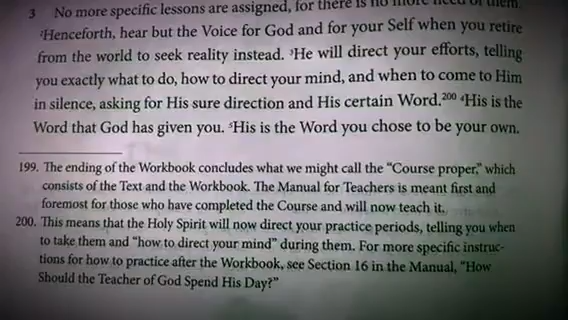 3 No more specific lessons are assigned, for there is no more need of them.
²Henceforth, hear but the Voice for God and for your Self when you retire
from the world to seek reality instead. ³He will direct your efforts, telling
you exactly what to do, how to direct your mind, and when to come to Him
in silence, asking for His sure direction and His certain Word.²⁰⁰ ⁴His is the
Word that God has given you. ⁵His is the Word you chose to be your own.
199. The ending of the Workbook concludes what we might call the “Course proper,” which
consists of the Text and the Workbook. The Manual for Teachers is meant first and
foremost for those who have completed the Course and will now teach it.
200. This means that the Holy Spirit will now direct your practice periods, telling you when
to take them and “how to direct your mind” during them. For more specific instruc-
tions for how to practice after the Workbook, see Section 16 in the Manual, “How
Should the Teacher of God Spend His Day?”